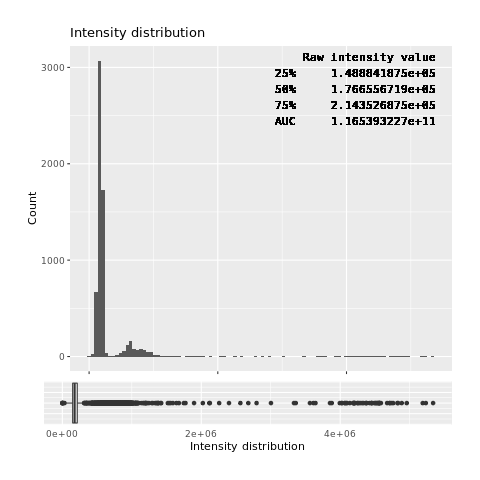 Intensity distribution
Raw intensity value
25% 1.488841875e+05
50% 1.766556719e+05
75% 2.143526875e+05
AUC 1.165393227e+11
3000
2000
1000
0
Count
0e+00 2e+06 4e+06
Intensity distribution